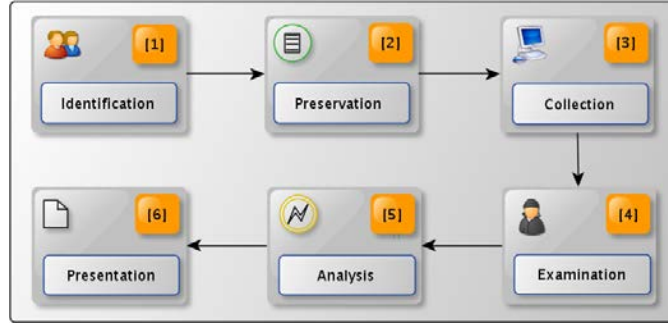 [1]
Identification
[2]
Preservation
[3]
Collection
[4]
Examination
[5]
Analysis
[6]
Presentation